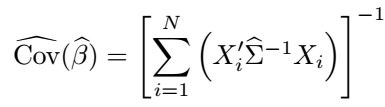 $\widehat{\mathrm{Cov}}(\widehat{\beta}) = \left[ \sum_{i=1}^{N} \left( X_i' \widehat{\Sigma}^{-1} X_i \right) \right]^{-1}$